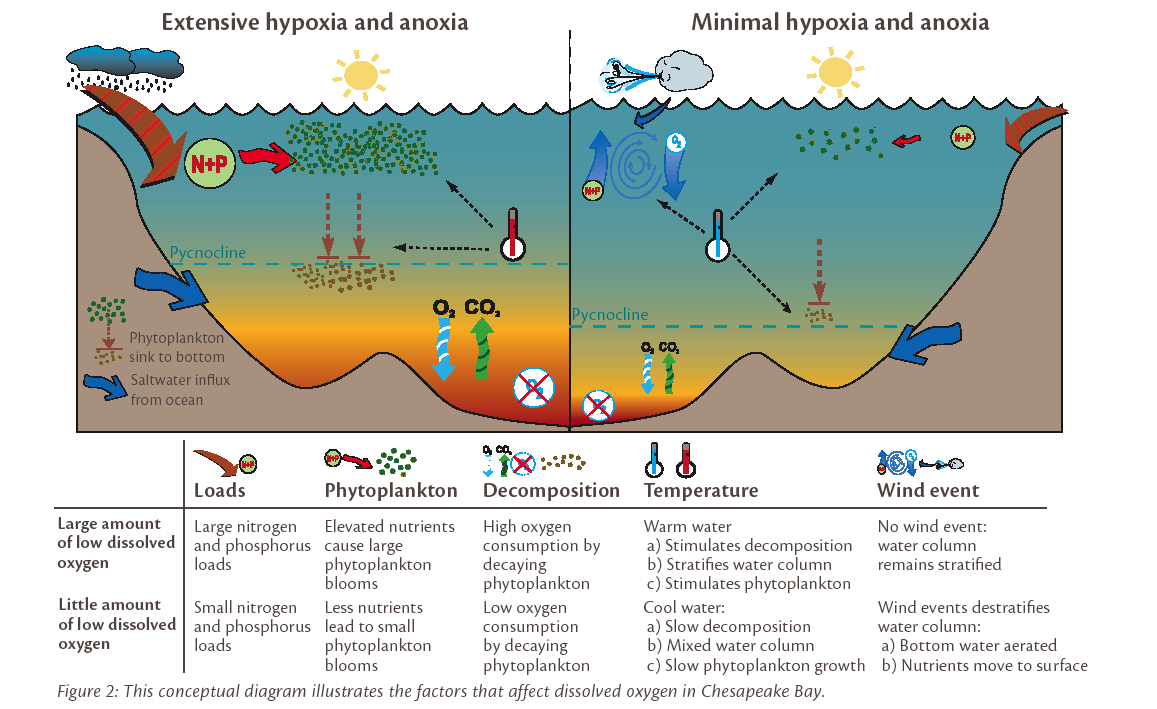 Extensive hypoxia and anoxia
Minimal hypoxia and anoxia
N+P
O₂
N+P
N+P
Pycnocline
Pycnocline
O₂ CO₂
O₂ CO₂
O₂
O₂
Phytoplankton
sink to bottom
Saltwater influx
from ocean
N+P
N+P
O₂ CO₂
O₂
Loads
Phytoplankton
Decomposition
Temperature
Wind event
Large amount
of low dissolved
oxygen
Large nitrogen
and phosphorus
loads
Elevated nutrients
cause large
phytoplankton
blooms
High oxygen
consumption by
decaying
phytoplankton
Warm water
a) Stimulates decomposition
b) Stratifies water column
c) Stimulates phytoplankton
No wind event:
water column
remains stratified
Little amount
of low dissolved
oxygen
Small nitrogen
and phosphorus
loads
Less nutrients
lead to small
phytoplankton
blooms
Low oxygen
consumption
by decaying
phytoplankton
Cool water:
a) Slow decomposition
b) Mixed water column
c) Slow phytoplankton growth
Wind events destratifies
water column:
a) Bottom water aerated
b) Nutrients move to surface
Figure 2: This conceptual diagram illustrates the factors that affect dissolved oxygen in Chesapeake Bay.